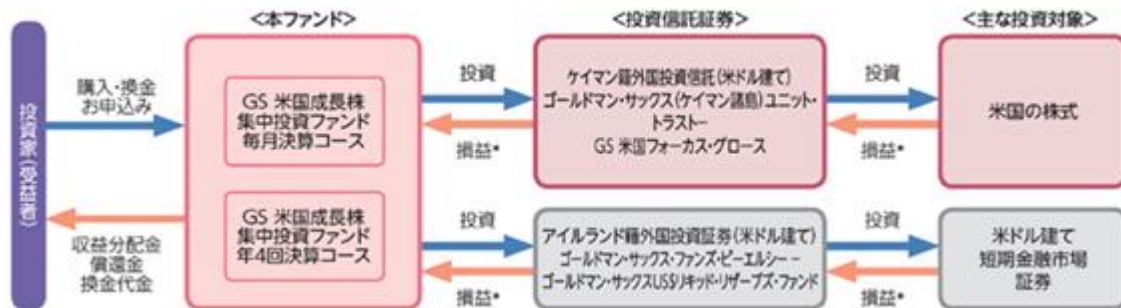 <本ファンド>
<投資信託証券>
<主な投資対象>
投資家(受益者)
購入・換金
お申込み
収益分配金
償還金
換金代金
GS 米国成長株
集中投資ファンド
毎月決算コース
GS 米国成長株
集中投資ファンド
年4回決算コース
投資
損益*
ケイマン籍外国投資信託(米ドル建て)
ゴールドマン・サックス(ケイマン諸島)ユニット・
トラスト−
GS 米国フォーカス・グロース
投資
損益*
米国の株式
投資
損益*
アイルランド籍外国投資証券(米ドル建て)
ゴールドマン・サックス・ファンズ・ピーエルシー −
ゴールドマン・サックスUS$リキッド・リザーブズ・ファンド
投資
損益*
米ドル建て
短期金融市場
証券